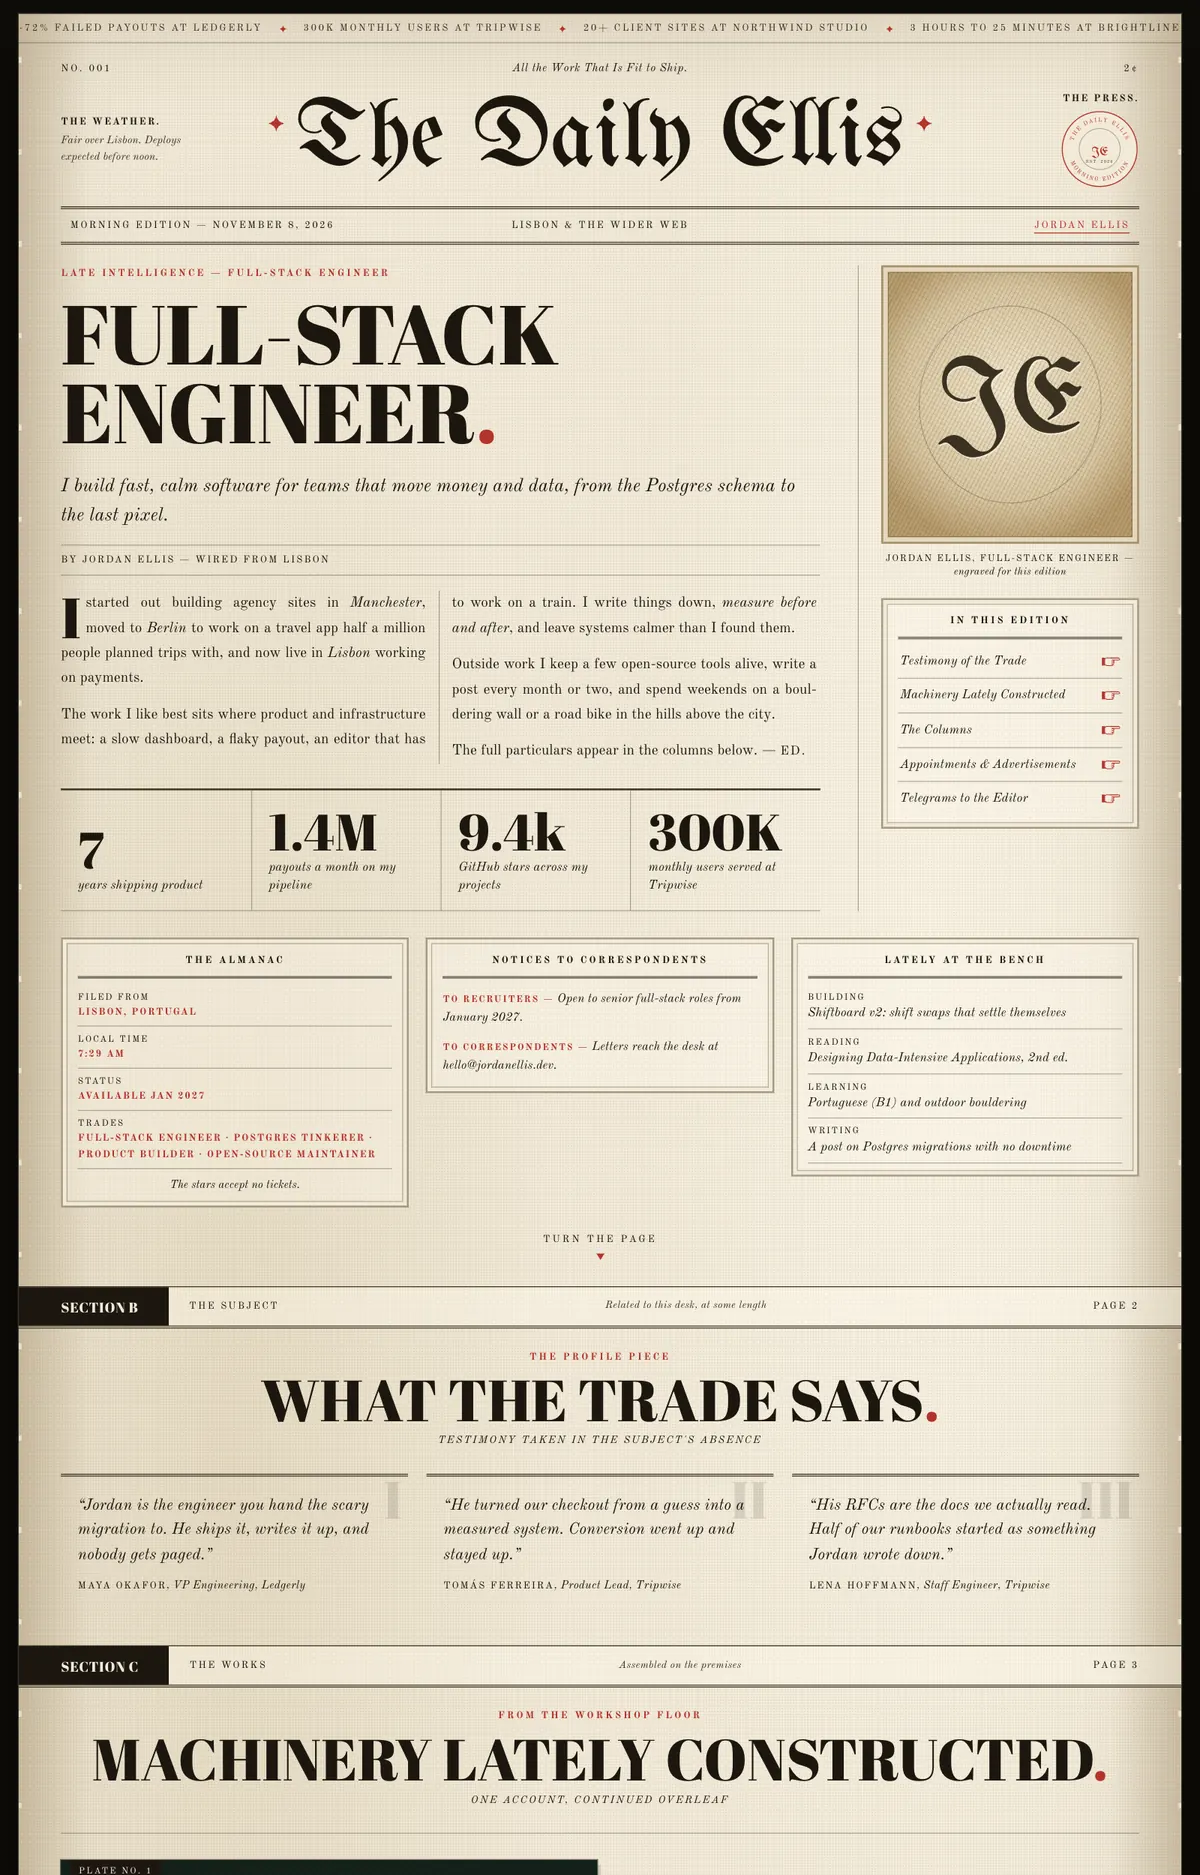 -72% FAILED PAYOUTS AT LEDGERLY ✦ 300K MONTHLY USERS AT TRIPWISE ✦ 20+ CLIENT SITES AT NORTHWIND STUDIO ✦ 3 HOURS TO 25 MINUTES AT BRIGHTLINE
NO. 001
All the Work That Is Fit to Ship.
2¢
THE WEATHER.
Fair over Lisbon. Deploys
expected before noon.
✦ The Daily Ellis ✦
THE PRESS.
THE DAILY ELLIS
JE
EST. 2026
MORNING EDITION
MORNING EDITION — NOVEMBER 8, 2026
LISBON & THE WIDER WEB
JORDAN ELLIS
LATE INTELLIGENCE — FULL-STACK ENGINEER
FULL-STACK
ENGINEER.
I build fast, calm software for teams that move money and data, from the Postgres schema to
the last pixel.
BY JORDAN ELLIS — WIRED FROM LISBON
I started out building agency sites in Manchester,
moved to Berlin to work on a travel app half a million
people planned trips with, and now live in Lisbon working
on payments.
The work I like best sits where product and infrastructure
meet: a slow dashboard, a flaky payout, an editor that has
to work on a train. I write things down, measure before
and after, and leave systems calmer than I found them.
Outside work I keep a few open-source tools alive, write a
post every month or two, and spend weekends on a boul-
dering wall or a road bike in the hills above the city.
The full particulars appear in the columns below. — ED.
7
years shipping product
1.4M
payouts a month on my
pipeline
9.4k
GitHub stars across my
projects
300K
monthly users served at
Tripwise
JE
JORDAN ELLIS, FULL-STACK ENGINEER —
engraved for this edition
IN THIS EDITION
Testimony of the Trade ☞
Machinery Lately Constructed ☞
The Columns ☞
Appointments & Advertisements ☞
Telegrams to the Editor ☞
THE ALMANAC
FILED FROM
LISBON, PORTUGAL
LOCAL TIME
7:29 AM
STATUS
AVAILABLE JAN 2027
TRADES
FULL-STACK ENGINEER · POSTGRES TINKERER ·
PRODUCT BUILDER · OPEN-SOURCE MAINTAINER
The stars accept no tickets.
NOTICES TO CORRESPONDENTS
TO RECRUITERS — Open to senior full-stack roles from
January 2027.
TO CORRESPONDENTS — Letters reach the desk at
hello@jordanellis.dev.
LATELY AT THE BENCH
BUILDING
Shiftboard v2: shift swaps that settle themselves
READING
Designing Data-Intensive Applications, 2nd ed.
LEARNING
Portuguese (B1) and outdoor bouldering
WRITING
A post on Postgres migrations with no downtime
TURN THE PAGE
▼
SECTION B
THE SUBJECT
Related to this desk, at some length
PAGE 2
THE PROFILE PIECE
WHAT THE TRADE SAYS.
TESTIMONY TAKEN IN THE SUBJECT'S ABSENCE
I
“Jordan is the engineer you hand the scary
migration to. He ships it, writes it up, and
nobody gets paged.”
MAYA OKAFOR, VP Engineering, Ledgerly
II
“He turned our checkout from a guess into a
measured system. Conversion went up and
stayed up.”
TOMÁS FERREIRA, Product Lead, Tripwise
III
“His RFCs are the docs we actually read.
Half of our runbooks started as something
Jordan wrote down.”
LENA HOFFMANN, Staff Engineer, Tripwise
SECTION C
THE WORKS
Assembled on the premises
PAGE 3
FROM THE WORKSHOP FLOOR
MACHINERY LATELY CONSTRUCTED.
ONE ACCOUNT, CONTINUED OVERLEAF
PLATE NO. 1